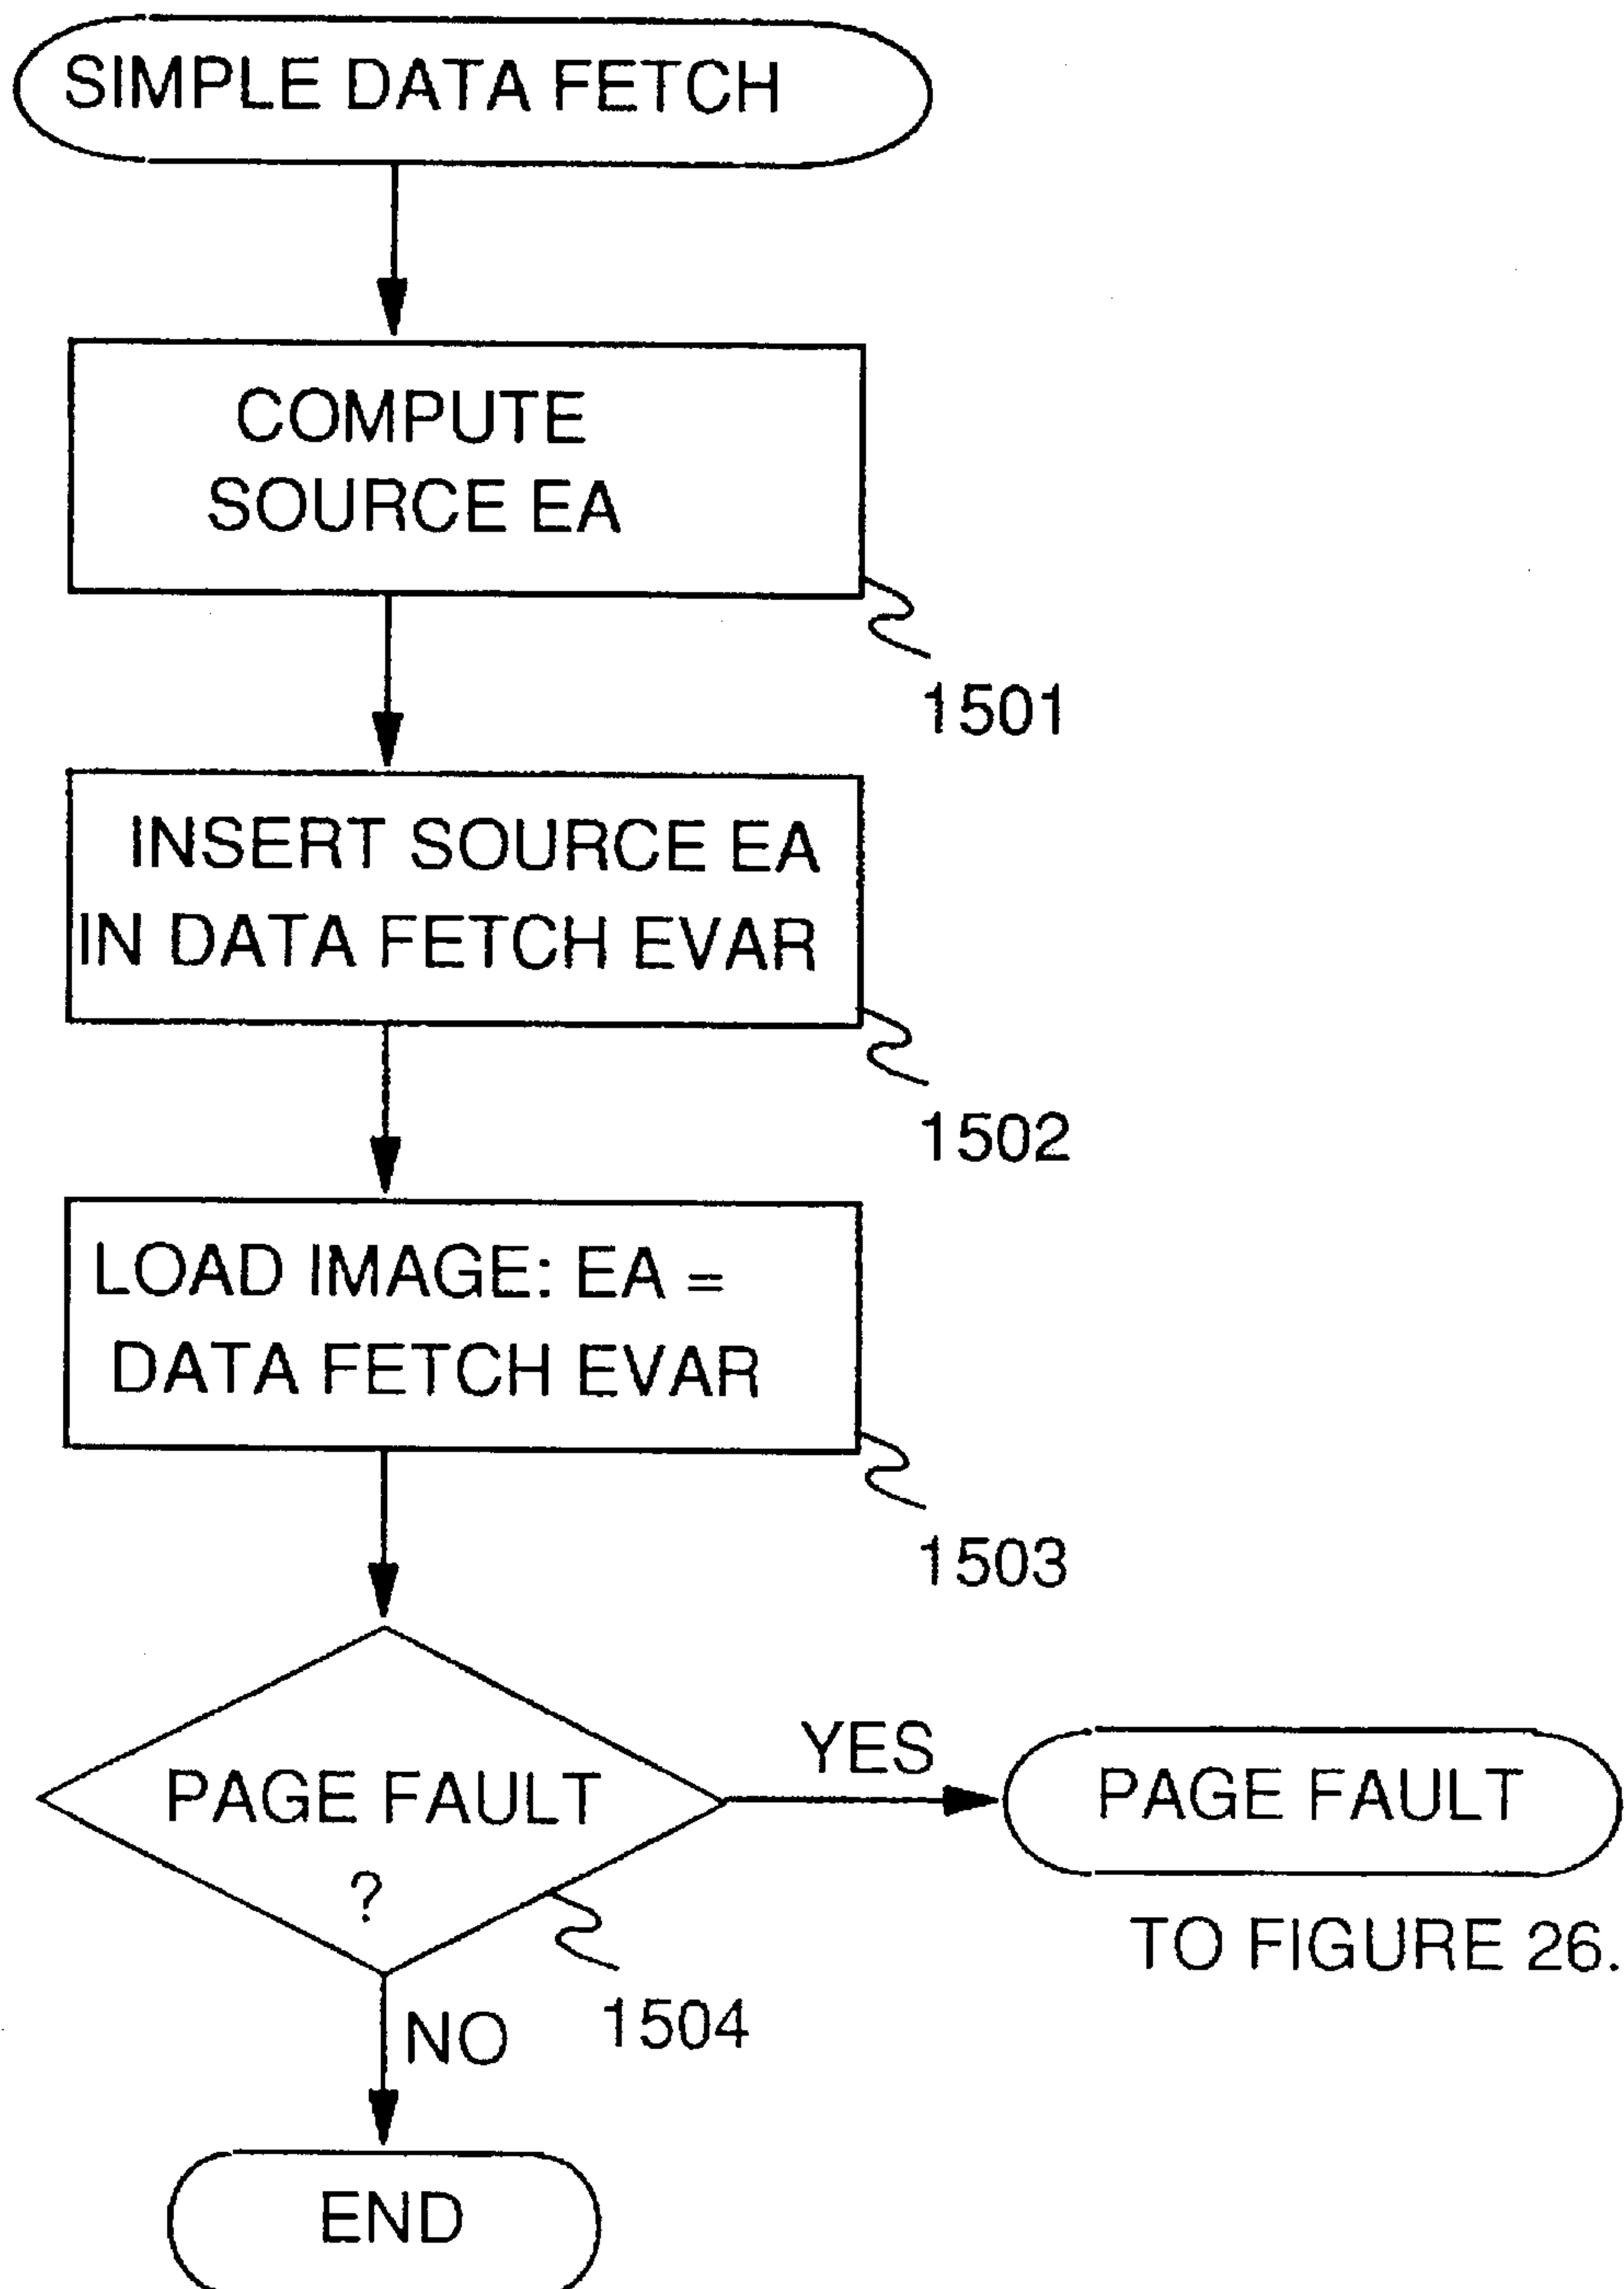 SIMPLE DATA FETCH
COMPUTE
SOURCE EA
1501
INSERT SOURCE EA
IN DATA FETCH EVAR
1502
LOAD IMAGE: EA =
DATA FETCH EVAR
1503
PAGE FAULT
?
YES
PAGE FAULT
TO FIGURE 26.
1504
NO
END